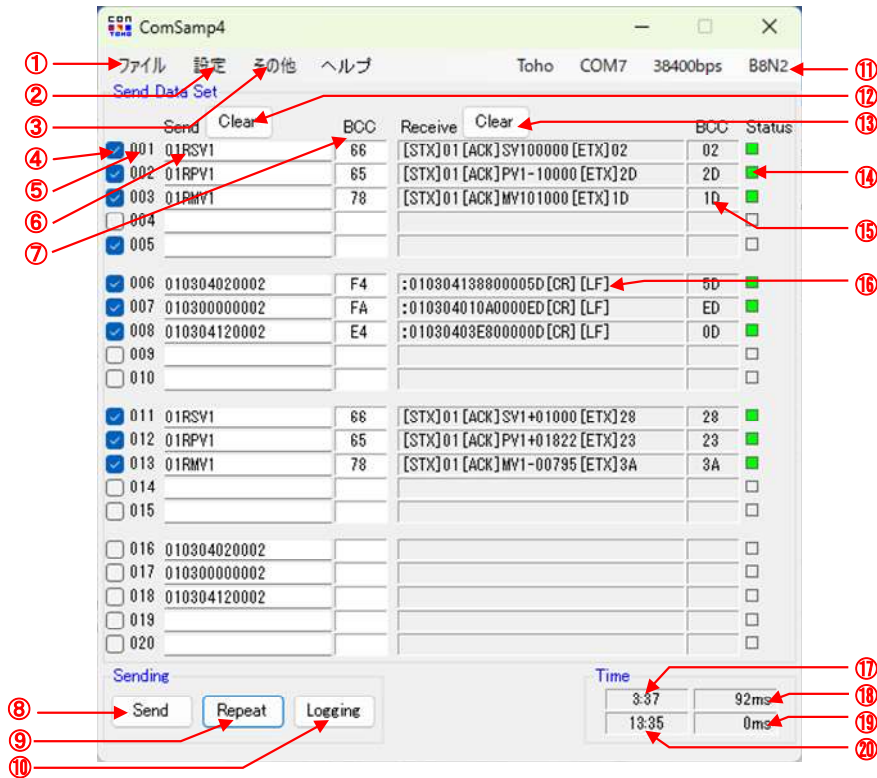 CON
TOHO
ComSamp4
① ファイル 設定 その他 ヘルプ Toho COM7 38400bps B8N2 ⑪
② Send Data Set ⑫
③ Send Clear BCC Receive Clear BCC Status ⑬
④ 001 01RSV1 66 [STX]01[ACK]SV100000[ETX]02 02
⑤ 002 01RPV1 65 [STX]01[ACK]PV1-10000[ETX]2D 2D ⑭
⑥ 003 01RMV1 78 [STX]01[ACK]MV101000[ETX]1D 1D
004 ⑮
⑦ 005
006 010304020002 F4 :010304138800005D[CR][LF] 5D ⑯
007 010300000002 FA :010304010A0000ED[CR][LF] ED
008 010304120002 E4 :01030403E800000D[CR][LF] 0D
009
010
011 01RSV1 66 [STX]01[ACK]SV1+01000[ETX]28 28
012 01RPV1 65 [STX]01[ACK]PV1+01822[ETX]23 23
013 01RMV1 78 [STX]01[ACK]MV1-00795[ETX]3A 3A
014
015
016 010304020002
017 010300000002
018 010304120002
019
020
Sending Time ⑰
⑧ Send Repeat Logging 3:37 92ms ⑱
⑨ 13:35 0ms ⑲
⑩ ⑳